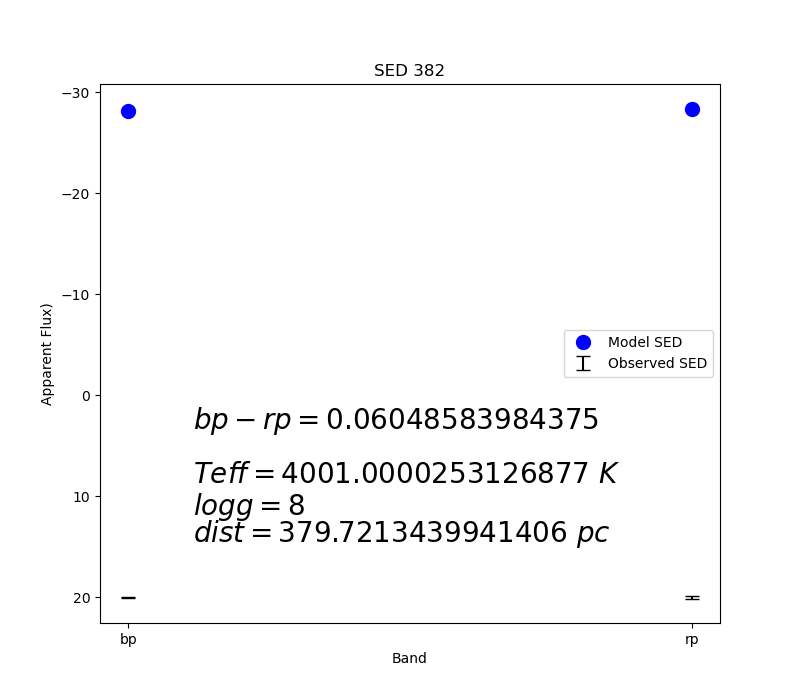 SED 382
−30
−20
−10
0
10
20
Apparent Flux)
Model SED
Observed SED
bp − rp = 0.06048583984375
Teff = 4001.0000253126877 K
logg = 8
dist = 379.7213439941406 pc
bp
rp
Band